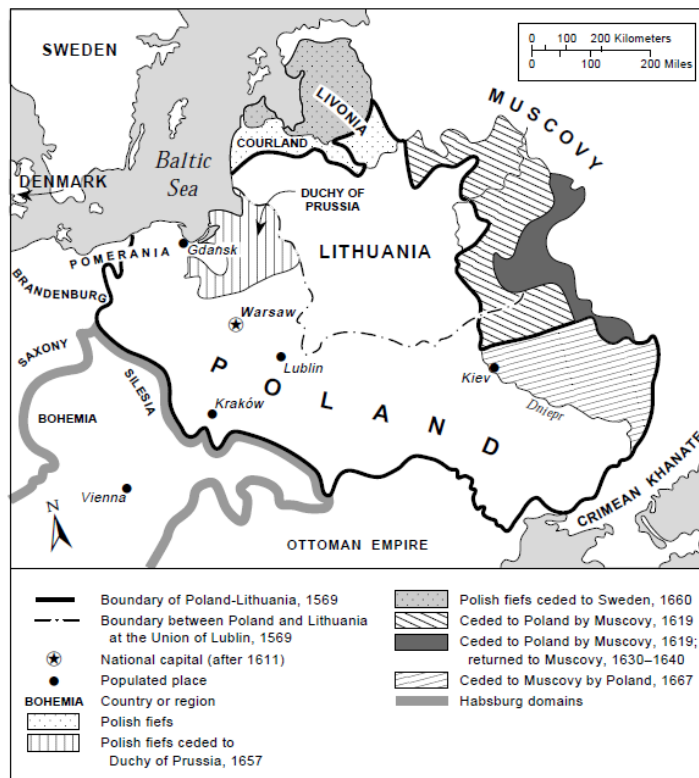 SWEDEN
0 100 200 Kilometers
0 100 200 Miles
MUSCOVY
LIVONIA
COURLAND
Baltic
Sea
DENMARK
DUCHY OF
PRUSSIA
LITHUANIA
POMERANIA
Gdańsk
BRANDENBURG
Warsaw
SAXONY
Lublin
POLAND
Kiev
SILESIA
Dniepr
Kraków
BOHEMIA
CRIMEAN KHANATE
Vienna
N
OTTOMAN EMPIRE
Boundary of Poland-Lithuania, 1569
Boundary between Poland and Lithuania
at the Union of Lublin, 1569
National capital (after 1611)
Populated place
BOHEMIA Country or region
Polish fiefs
Polish fiefs ceded to
Duchy of Prussia, 1657
Polish fiefs ceded to Sweden, 1660
Ceded to Poland by Muscovy, 1619
Ceded to Poland by Muscovy, 1619;
returned to Muscovy, 1630–1640
Ceded to Muscovy by Poland, 1667
Habsburg domains